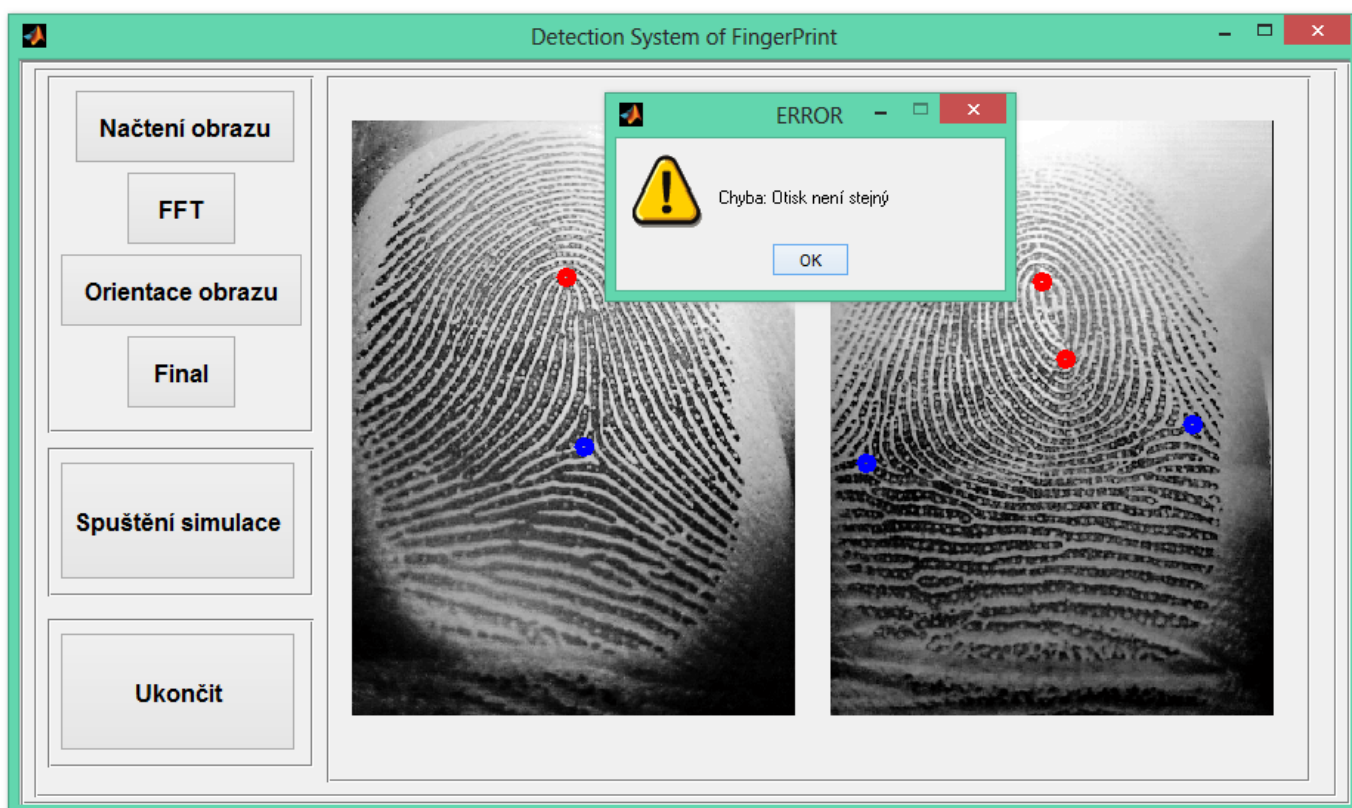 Detection System of FingerPrint
Načtení obrazu
FFT
Orientace obrazu
Final
Spuštění simulace
Ukončit
ERROR
Chyba: Otisk není stejný
OK